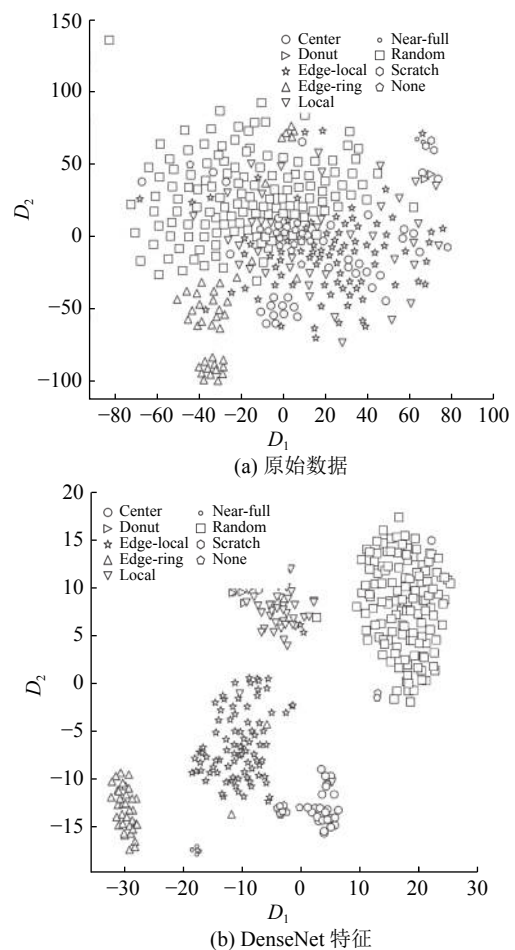 150
100
50
0
−50
−100
D₂
Center
Donut
Edge-local
Edge-ring
Local
Near-full
Random
Scratch
None
−80 −60 −40 −20 0 20 40 60 80 100
D₁
(a) 原始数据
20
15
10
5
0
−5
−10
−15
D₂
Center
Donut
Edge-local
Edge-ring
Local
Near-full
Random
Scratch
None
−30 −20 −10 0 10 20 30
D₁
(b) DenseNet 特征